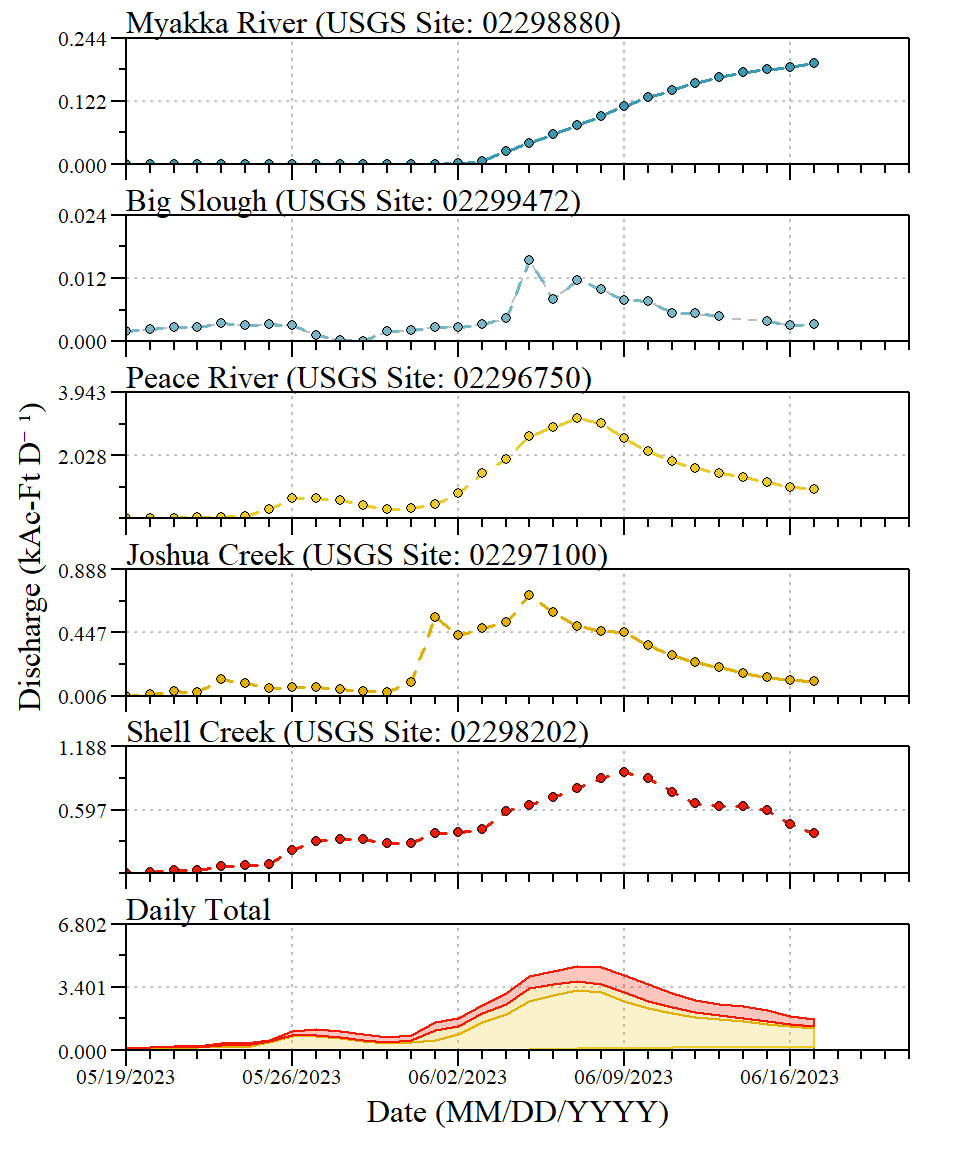 Myakka River (USGS Site: 02298880)
0.244
0.122
0.000
Big Slough (USGS Site: 02299472)
0.024
0.012
0.000
Peace River (USGS Site: 02296750)
3.943
2.028
Joshua Creek (USGS Site: 02297100)
0.888
0.447
0.006
Shell Creek (USGS Site: 02298202)
1.188
0.597
Daily Total
6.802
3.401
0.000
05/19/2023 05/26/2023 06/02/2023 06/09/2023 06/16/2023
Date (MM/DD/YYYY)
Discharge (kAc-Ft D⁻¹)